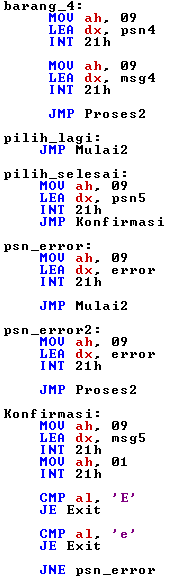 barang_4:
MOV ah, 09
LEA dx, psn4
INT 21h
MOV ah, 09
LEA dx, msg4
INT 21h
JMP Proses2
pilih_lagi:
JMP Mulai2
pilih_selesai:
MOV ah, 09
LEA dx, psn5
INT 21h
JMP Konfirmasi
psn_error:
MOV ah, 09
LEA dx, error
INT 21h
JMP Mulai2
psn_error2:
MOV ah, 09
LEA dx, error
INT 21h
JMP Proses2
Konfirmasi:
MOV ah, 09
LEA dx, msg5
INT 21h
MOV ah, 01
INT 21h
CMP al, 'E'
JE Exit
CMP al, 'e'
JE Exit
JNE psn_error